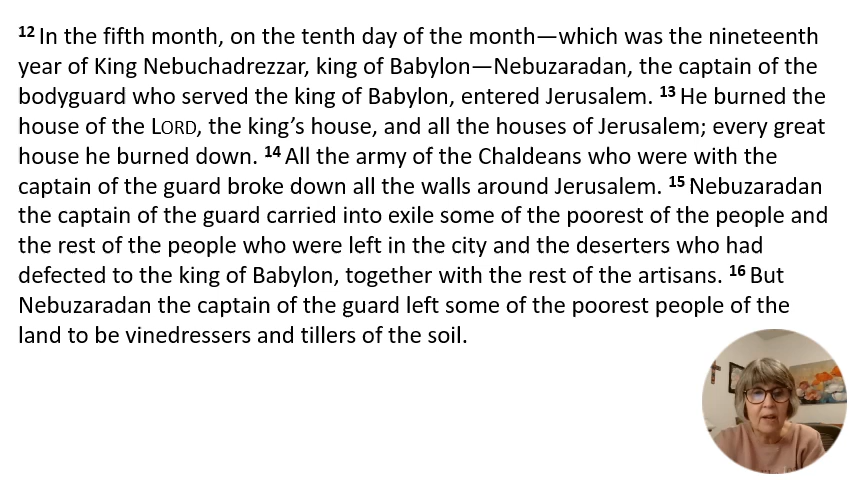 12 In the fifth month, on the tenth day of the month—which was the nineteenth
year of King Nebuchadrezzar, king of Babylon—Nebuzaradan, the captain of the
bodyguard who served the king of Babylon, entered Jerusalem. 13 He burned the
house of the LORD, the king’s house, and all the houses of Jerusalem; every great
house he burned down. 14 All the army of the Chaldeans who were with the
captain of the guard broke down all the walls around Jerusalem. 15 Nebuzaradan
the captain of the guard carried into exile some of the poorest of the people and
the rest of the people who were left in the city and the deserters who had
defected to the king of Babylon, together with the rest of the artisans. 16 But
Nebuzaradan the captain of the guard left some of the poorest people of the
land to be vinedressers and tillers of the soil.